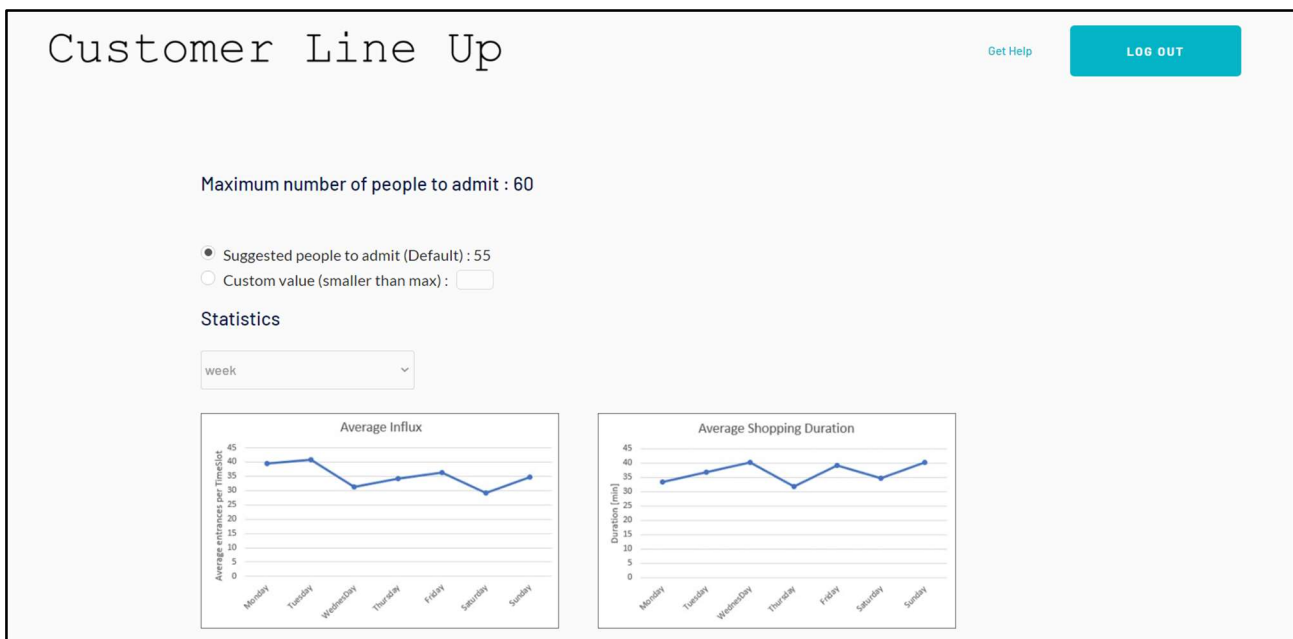 Customer Line Up
Get Help
LOG OUT
Maximum number of people to admit : 60
Suggested people to admit (Default) : 55
Custom value (smaller than max) :
Statistics
week
Average Influx
Average entrances per TimeSlot
45
40
35
30
25
20
15
10
5
0
Monday
Tuesday
WednesDay
Thursday
Friday
Saturday
Sunday
Average Shopping Duration
Duration [min]
45
40
35
30
25
20
15
10
5
0
Monday
Tuesday
WednesDay
Thursday
Friday
Saturday
Sunday